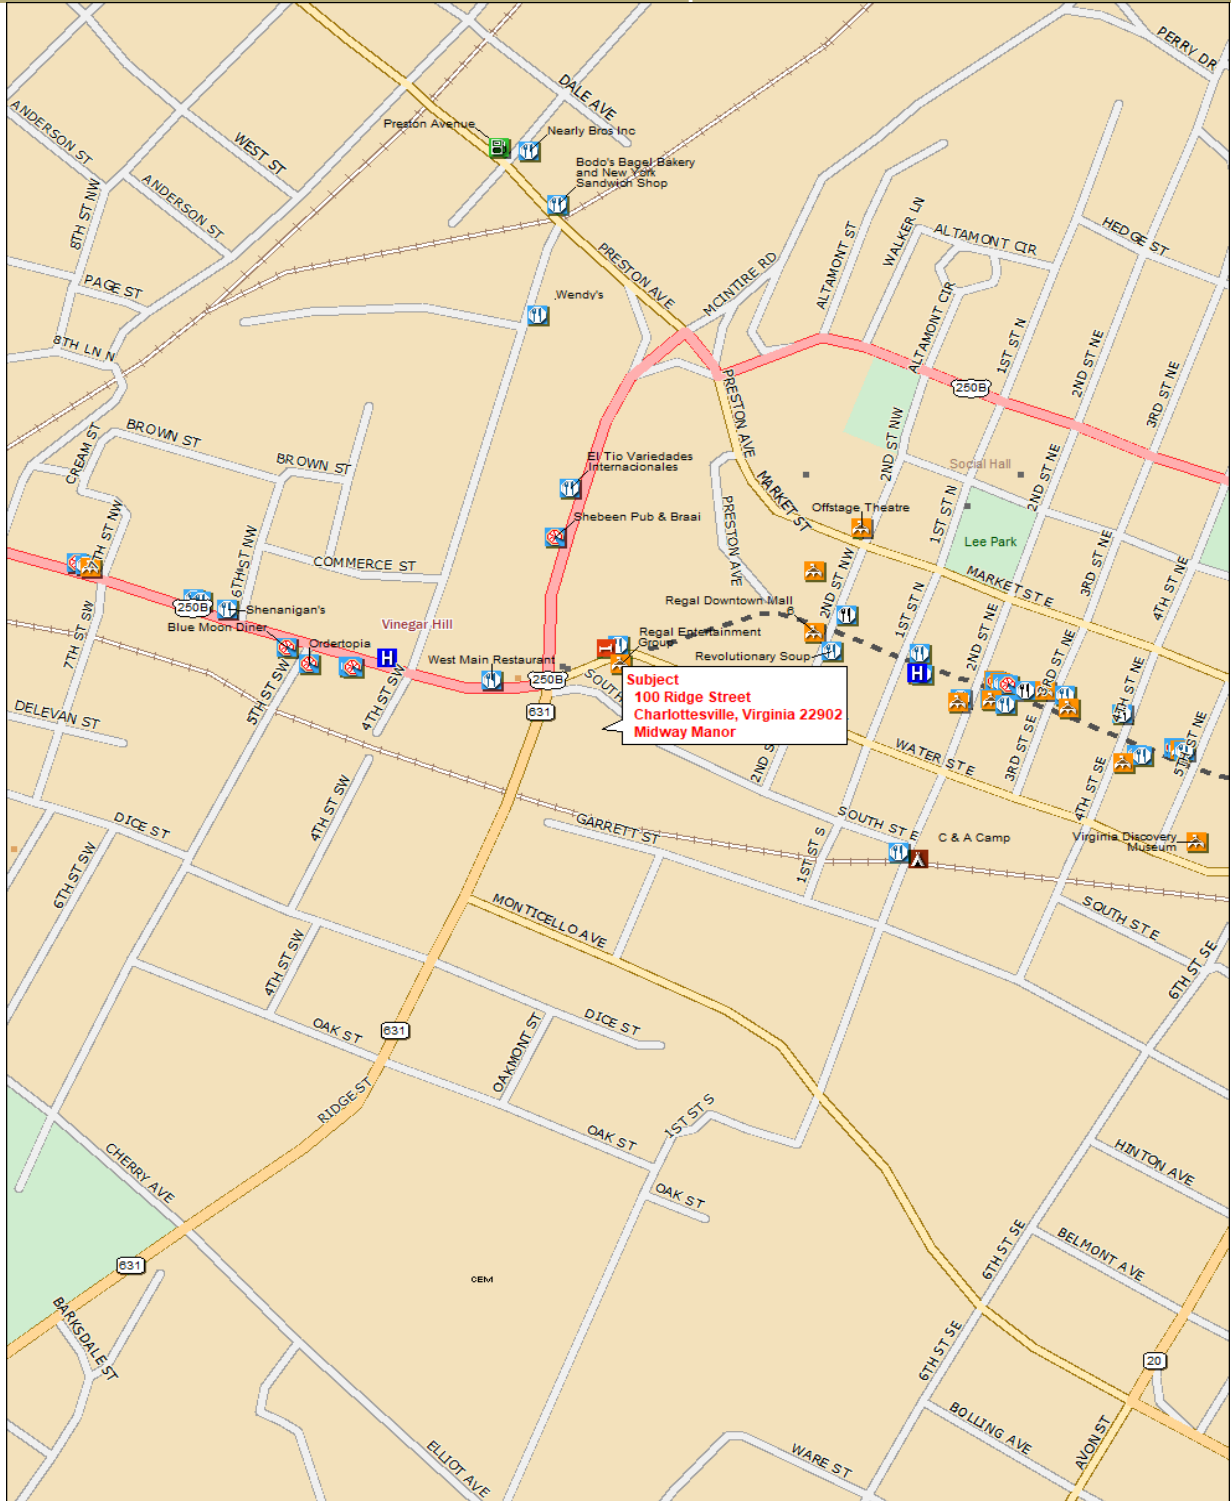 PERRY DR
DALE AVE
Preston Avenue
Nearly Bros Inc
ANDERSON ST
WEST ST
Bodo's Bagel Bakery
and New York
Sandwich Shop
ANDERSON ST
8TH ST NW
PRESTON AVE
MCINTIRE RD
ALTAMONT ST
WALKER LN
ALTAMONT CIR
HEDGE ST
PAGE ST
Wendy's
ALTAMONT CIR
1ST ST N
2ND ST NE
3RD ST NE
8TH LN N
PRESTON AVE
250B
CREAM ST
BROWN ST
BROWN ST
El Tio Variedades
Internacionales
MARKET ST
2ND ST NW
Social Hall
2ND ST NE
Shebeen Pub & Braai
PRESTON AVE
Offstage Theatre
1ST ST N
Lee Park
7TH ST NW
6TH ST NW
COMMERCE ST
MARKET ST E
3RD ST NE
4TH ST NE
250B
Shenanigan's
Blue Moon Diner
Vinegar Hill
Regal Downtown Mall
6
2ND ST NW
1ST ST N
2ND ST NE
3RD ST NE
7TH ST SW
Ordertopia
H
West Main Restaurant
Regal Entertainment
Group
Revolutionary Soup
H
250B
SOUTH
Subject
100 Ridge Street
Charlottesville, Virginia 22902
Midway Manor
5TH ST SW
4TH ST SW
4TH ST NE
5TH ST NE
DELEVAN ST
631
2ND S
WATER ST E
3RD ST SE
4TH ST SE
4TH ST SW
DICE ST
GARRETT ST
SOUTH ST E
C & A Camp
Virginia Discovery
Museum
6TH ST SW
1ST ST S
MONTICELLO AVE
SOUTH ST E
4TH ST SW
6TH ST SE
OAK ST
631
OAKMONT ST
DICE ST
RIDGE ST
1ST ST S
OAK ST
CHERRY AVE
HINTON AVE
OAK ST
631
CEM
6TH ST SE
BELMONT AVE
BARKSDALE ST
6TH ST SE
20
BOLLING AVE
AVON ST
ELLIOT AVE
WARE ST